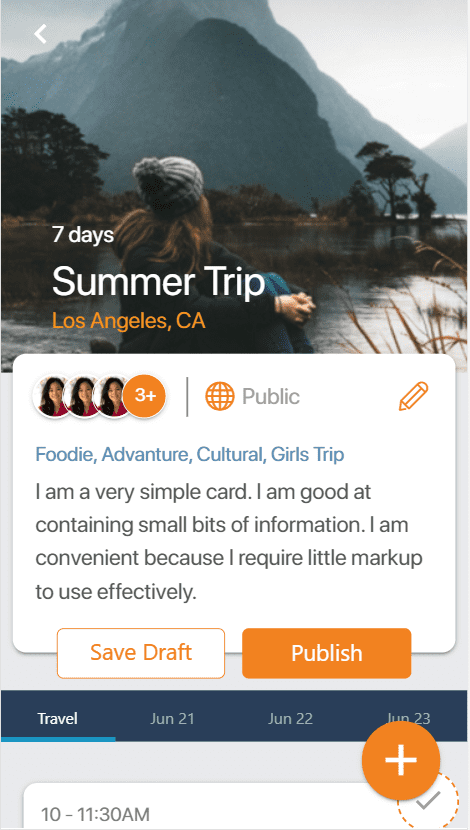 7 days
Summer Trip
Los Angeles, CA
3+
Public
Foodie, Advanture, Cultural, Girls Trip
I am a very simple card. I am good at
containing small bits of information. I am
convenient because I require little markup
to use effectively.
Save Draft
Publish
Travel
Jun 21
Jun 22
Jun 23
10 - 11:30AM